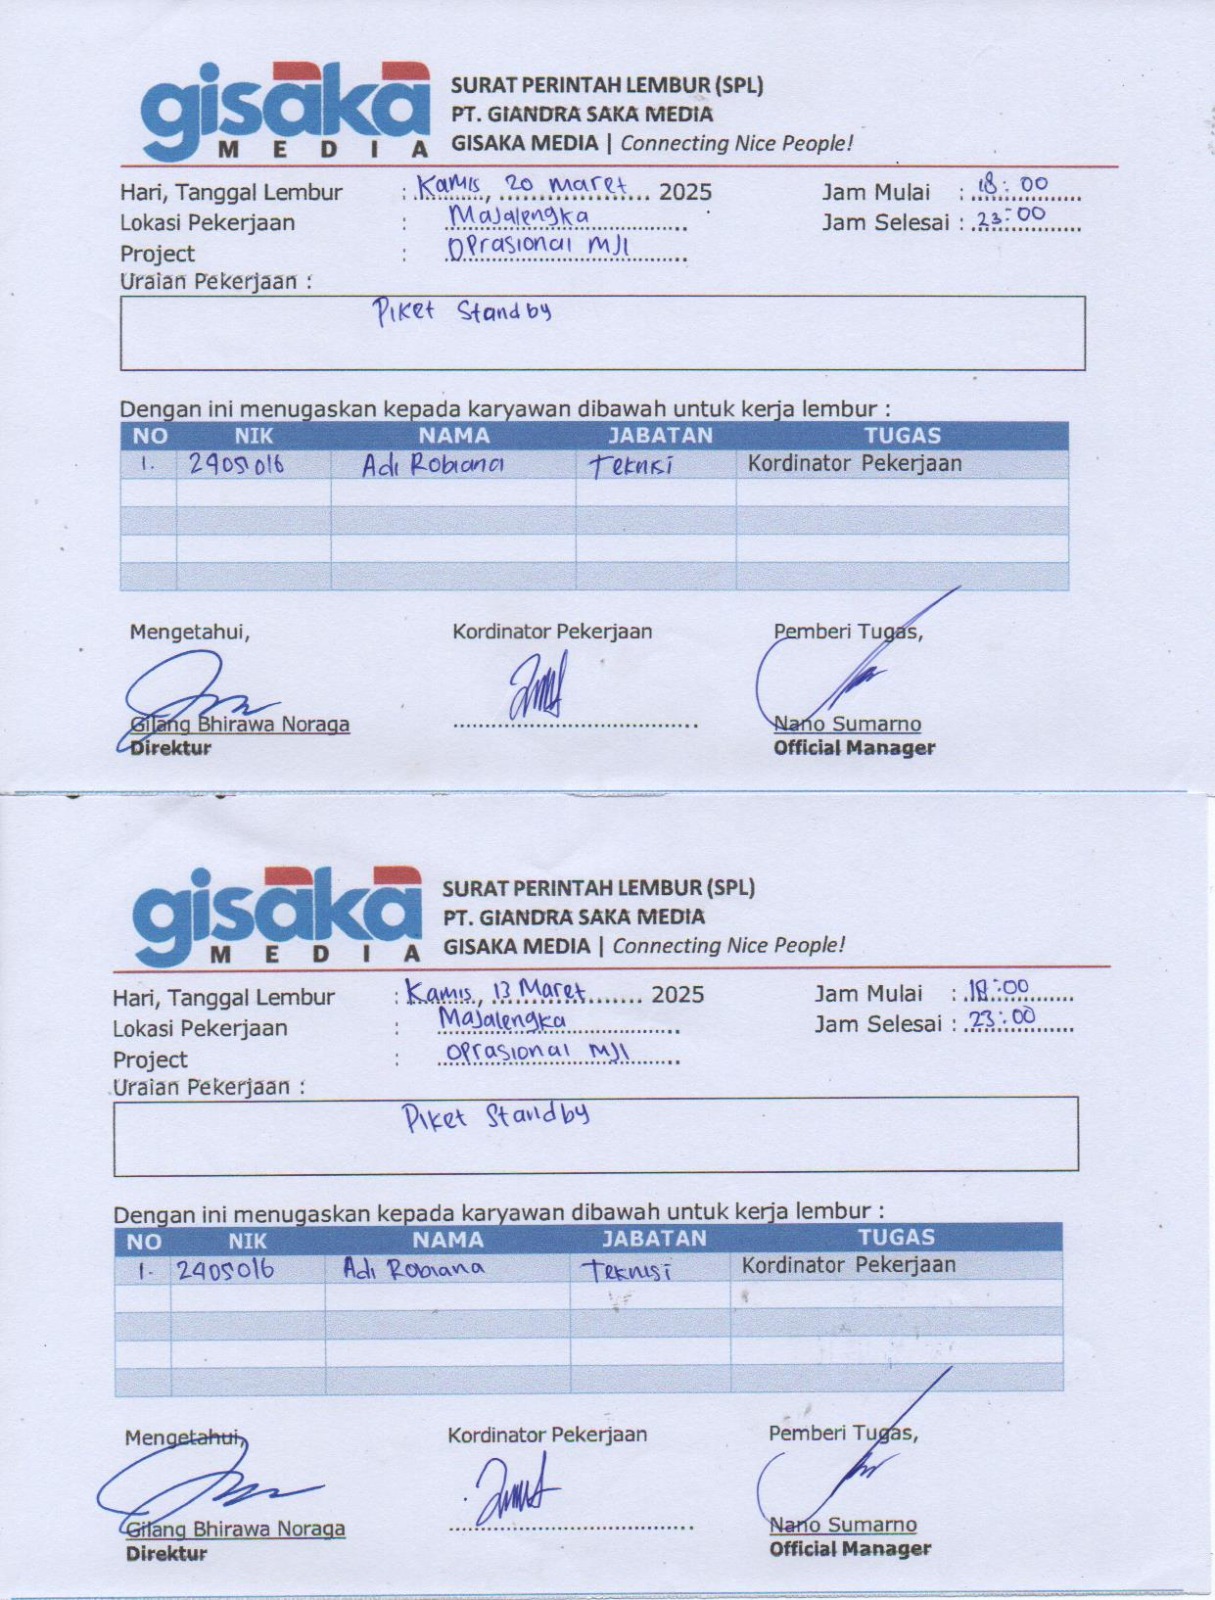 gisaka
MEDIA
SURAT PERINTAH LEMBUR (SPL)
PT. GIANDRA SAKA MEDIA
GISAKA MEDIA | Connecting Nice People!
Hari, Tanggal Lembur : Kamis, 20 Maret 2025 Jam Mulai : 18:00
Lokasi Pekerjaan : Majalengka Jam Selesai : 23:00
Project : Oprasional MJl
Uraian Pekerjaan :
Piket Standby
Dengan ini menugaskan kepada karyawan dibawah untuk kerja lembur :
NO NIK NAMA JABATAN TUGAS
1. 2405016 Adi Robiana Teknisi Kordinator Pekerjaan
Mengetahui, Kordinator Pekerjaan Pemberi Tugas,
Gilang Bhirawa Noraga Nano Sumarno
Direktur Official Manager
gisaka
MEDIA
SURAT PERINTAH LEMBUR (SPL)
PT. GIANDRA SAKA MEDIA
GISAKA MEDIA | Connecting Nice People!
Hari, Tanggal Lembur : Kamis, 13 Maret 2025 Jam Mulai : 18:00
Lokasi Pekerjaan : Majalengka Jam Selesai : 23:00
Project : Oprasional MJl
Uraian Pekerjaan :
Piket Standby
Dengan ini menugaskan kepada karyawan dibawah untuk kerja lembur :
NO NIK NAMA JABATAN TUGAS
1. 2405016 Adi Robiana Teknisi Kordinator Pekerjaan
Mengetahui, Kordinator Pekerjaan Pemberi Tugas,
Gilang Bhirawa Noraga Nano Sumarno
Direktur Official Manager